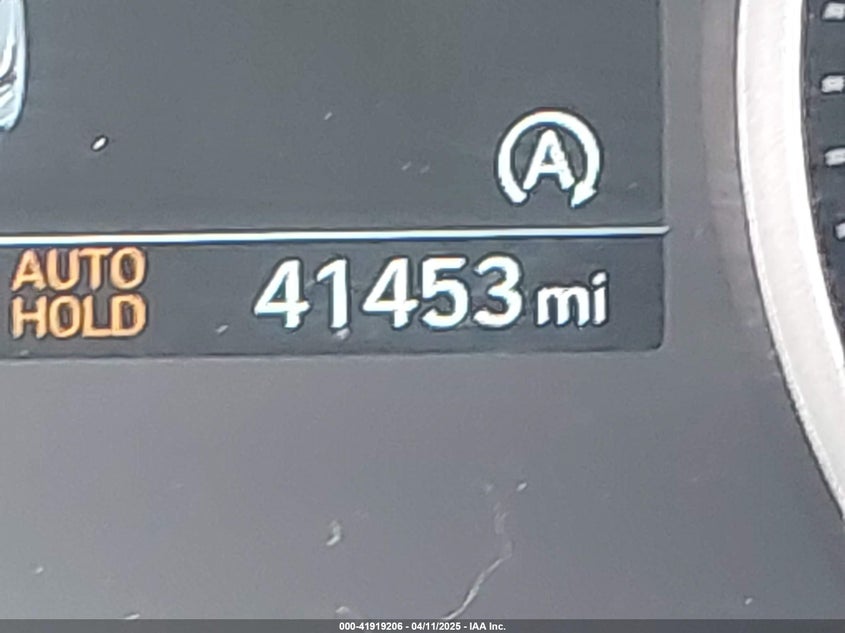 A
AUTO
HOLD
41453 mi
000-41919206 - 04/11/2025 - IAA Inc.